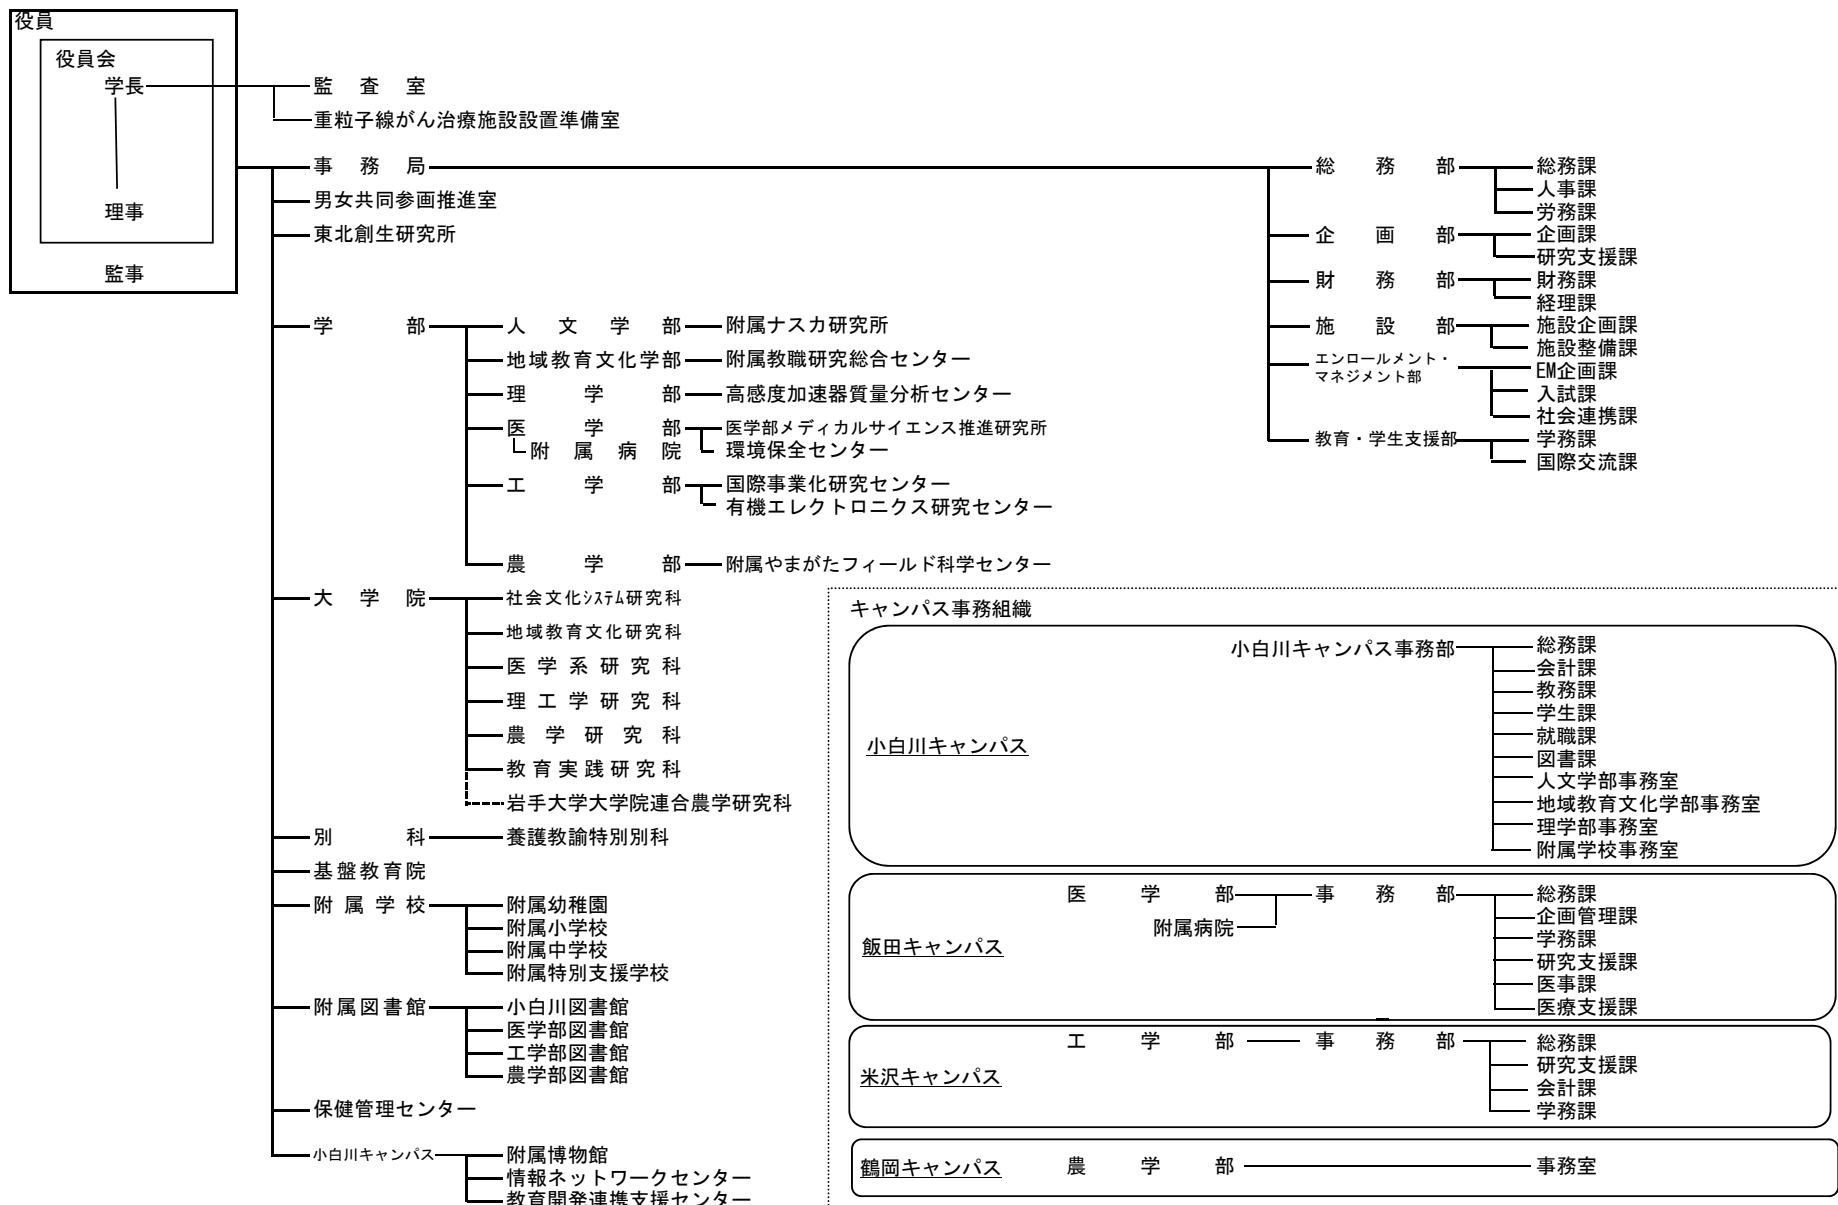 役員
役員会
学長
理事
監事
監査室
重粒子線がん治療施設設置準備室
事務局
男女共同参画推進室
東北創生研究所
総務部
総務課
人事課
労務課
企画部
企画課
研究支援課
財務部
財務課
経理課
施設部
施設企画課
施設整備課
エンロールメント・
マネジメント部
EM企画課
入試課
社会連携課
教育・学生支援部
学務課
国際交流課
学部
人文学部
附属ナスカ研究所
地域教育文化学部
附属教職研究総合センター
理学部
高感度加速器質量分析センター
医学部
医学部メディカルサイエンス推進研究所
附属病院
環境保全センター
工学部
国際事業化研究センター
有機エレクトロニクス研究センター
農学部
附属やまがたフィールド科学センター
大学院
社会文化ｼｽﾃﾑ研究科
地域教育文化研究科
医学系研究科
理工学研究科
農学研究科
教育実践研究科
岩手大学大学院連合農学研究科
別科
養護教諭特別別科
基盤教育院
附属学校
附属幼稚園
附属小学校
附属中学校
附属特別支援学校
附属図書館
小白川図書館
医学部図書館
工学部図書館
農学部図書館
保健管理センター
小白川キャンパス
附属博物館
情報ネットワークセンター
教育開発連携支援センター
キャンパス事務組織
小白川キャンパス
小白川キャンパス事務部
総務課
会計課
教務課
学生課
就職課
図書課
人文学部事務室
地域教育文化学部事務室
理学部事務室
附属学校事務室
飯田キャンパス
医学部
附属病院
事務部
総務課
企画管理課
学務課
研究支援課
医事課
医療支援課
米沢キャンパス
工学部
事務部
総務課
研究支援課
会計課
学務課
鶴岡キャンパス
農学部
事務室